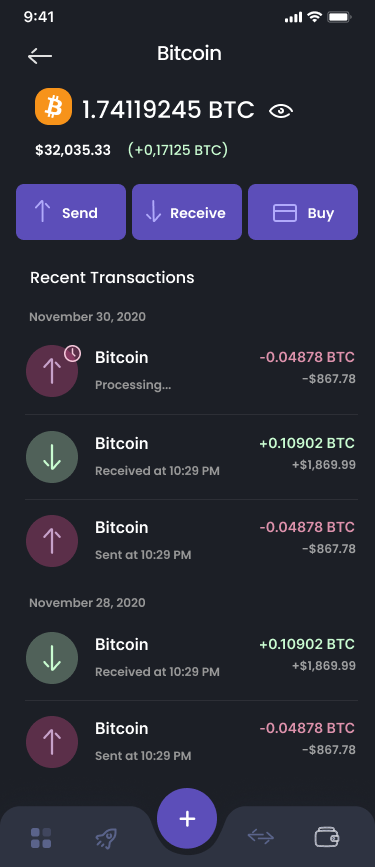 9:41
Bitcoin
1.74119245 BTC
$32,035.33 (+0,17125 BTC)
Send Receive Buy
Recent Transactions
November 30, 2020
Bitcoin -0.04878 BTC
Processing... -$867.78
Bitcoin +0.10902 BTC
Received at 10:29 PM +$1,869.99
Bitcoin -0.04878 BTC
Sent at 10:29 PM -$867.78
November 28, 2020
Bitcoin +0.10902 BTC
Received at 10:29 PM +$1,869.99
Bitcoin -0.04878 BTC
Sent at 10:29 PM -$867.78